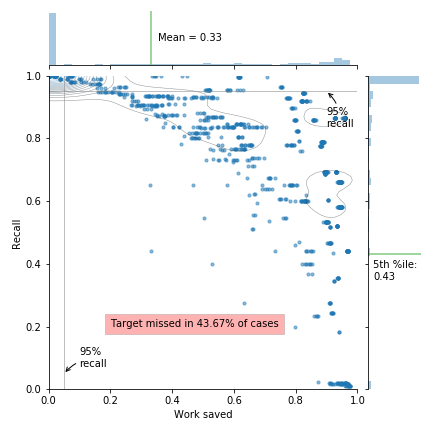 Mean = 0.33
1.0
0.8
0.6
0.4
0.2
0.0
Recall
95%
recall
5th %ile:
0.43
Target missed in 43.67% of cases
95%
recall
0.0 0.2 0.4 0.6 0.8 1.0
Work saved